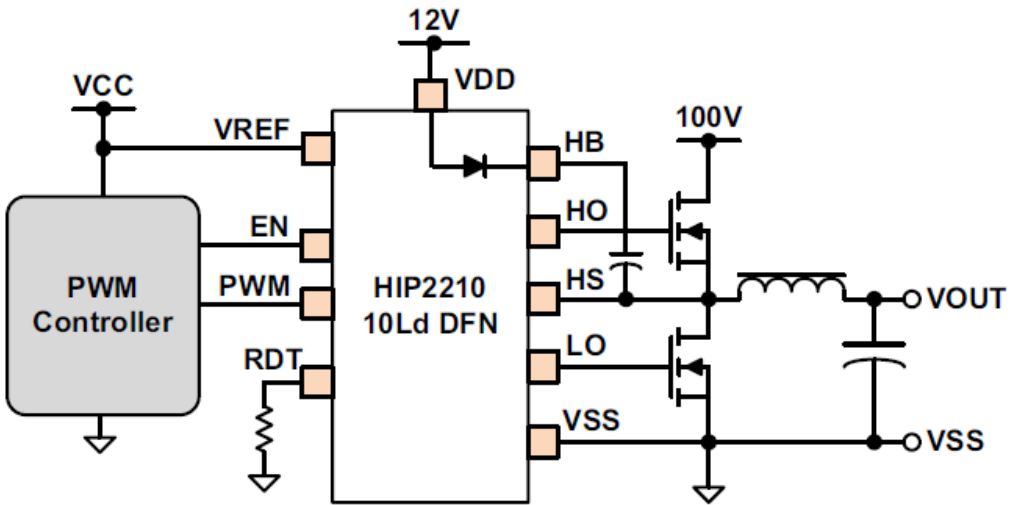 12V
VDD
VCC
VREF
HB
100V
EN
HO
PWM
HS
PWM
Controller
HIP2210
10Ld DFN
VOUT
RDT
LO
VSS
VSS